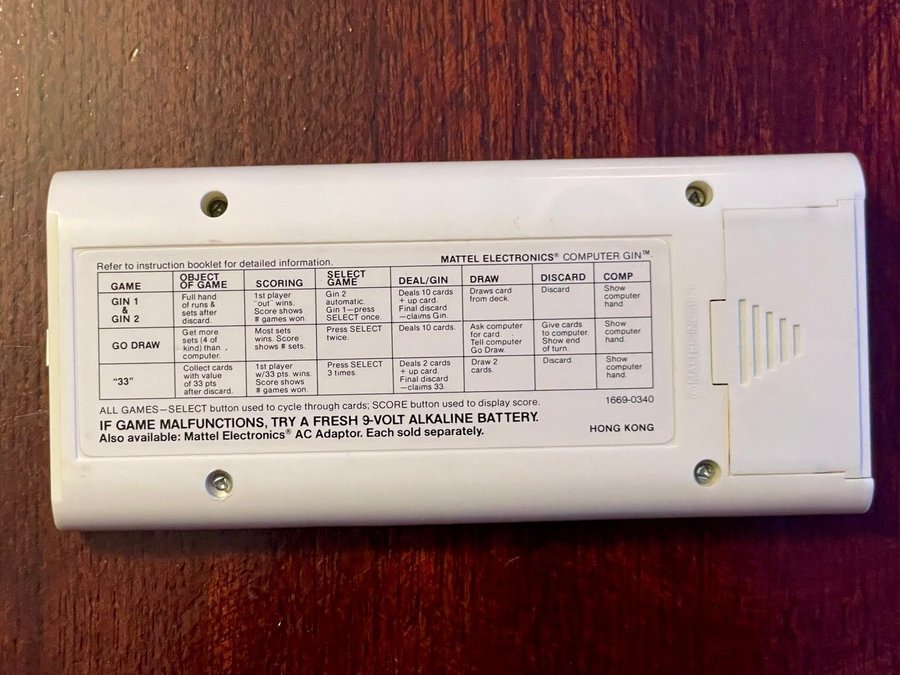 Refer to instruction booklet for detailed information.
MATTEL ELECTRONICS® COMPUTER GIN™.
GAME
OBJECT
OF GAME
SCORING
SELECT
GAME
DEAL/GIN
DRAW
DISCARD
COMP
GIN 1
&
GIN 2
Full hand
of runs &
sets after
discard.
1st player
"out" wins.
Score shows
# games won.
Gin 2
automatic.
Gin 1—press
SELECT once.
Deals 10 cards
+ up card.
Final discard
—claims Gin.
Draws card
from deck.
Discard
Show
computer
hand.
GO DRAW
Get more
sets (4 of
kind) than
computer.
Most sets
wins. Score
shows # sets.
Press SELECT
twice.
Deals 10 cards.
Ask computer
for card.
Tell computer
Go Draw.
Give cards
to computer.
Show end
of turn.
Show
computer
hand.
"33"
Collect cards
with value
of 33 pts
after discard.
1st player
w/33 pts. wins.
Score shows
# games won.
Press SELECT
3 times.
Deals 2 cards
+ up card.
Final discard
—claims 33.
Draw 2
cards.
Discard.
Show
computer
hand.
ALL GAMES—SELECT button used to cycle through cards; SCORE button used to display score.
1669-0340
IF GAME MALFUNCTIONS, TRY A FRESH 9-VOLT ALKALINE BATTERY.
Also available: Mattel Electronics® AC Adaptor. Each sold separately.
HONG KONG
© MATTEL, INC. 1979